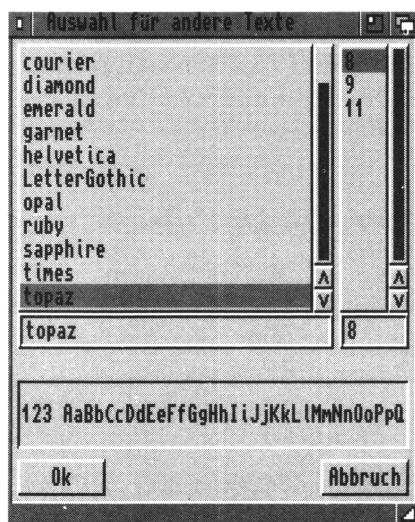 Auswahl für andere Texte
courier
diamond
emerald
garnet
helvetica
LetterGothic
opal
ruby
sapphire
times
topaz
8
9
11
topaz
8
123 AaBbCcDdEeFfGgHhIiJjKkLlMmNnOoPpQ
Ok
Abbruch